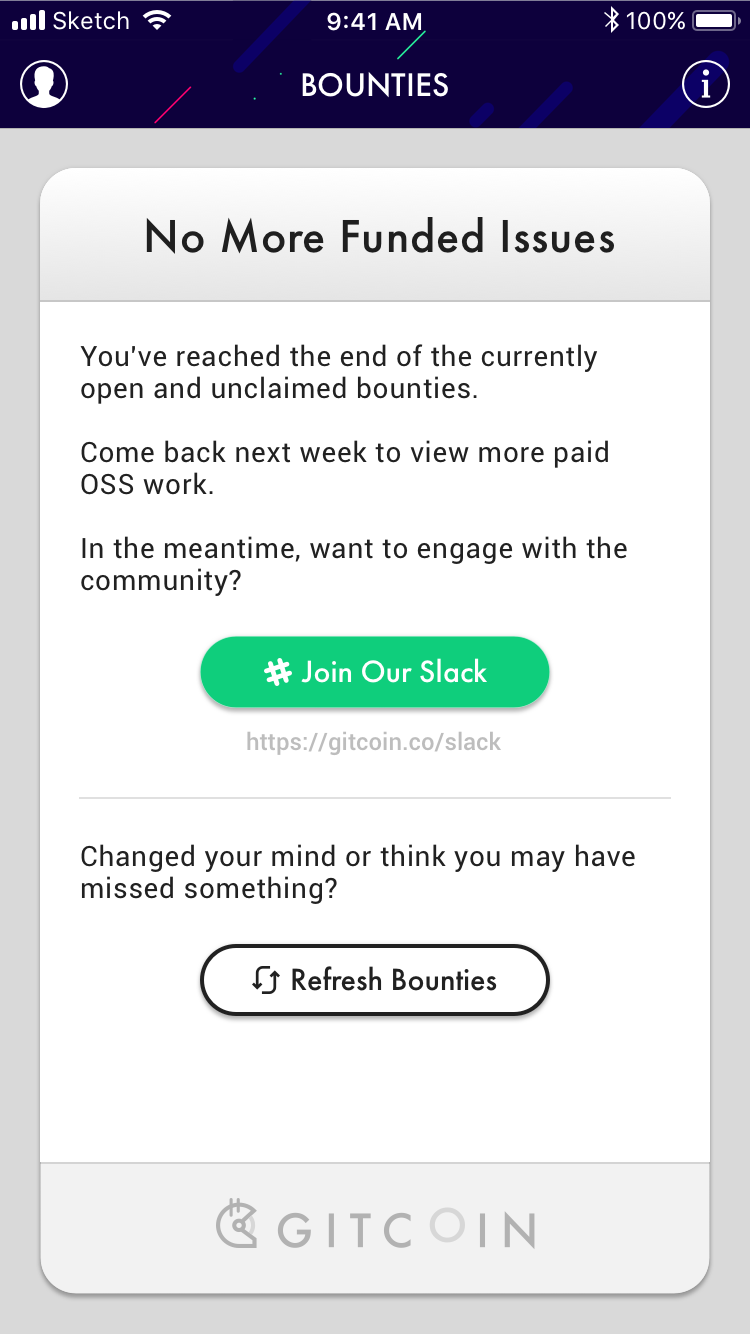 Sketch 9:41 AM 100%
BOUNTIES
No More Funded Issues
You've reached the end of the currently
open and unclaimed bounties.
Come back next week to view more paid
OSS work.
In the meantime, want to engage with the
community?
Join Our Slack
https://gitcoin.co/slack
Changed your mind or think you may have
missed something?
Refresh Bounties
GITCOIN